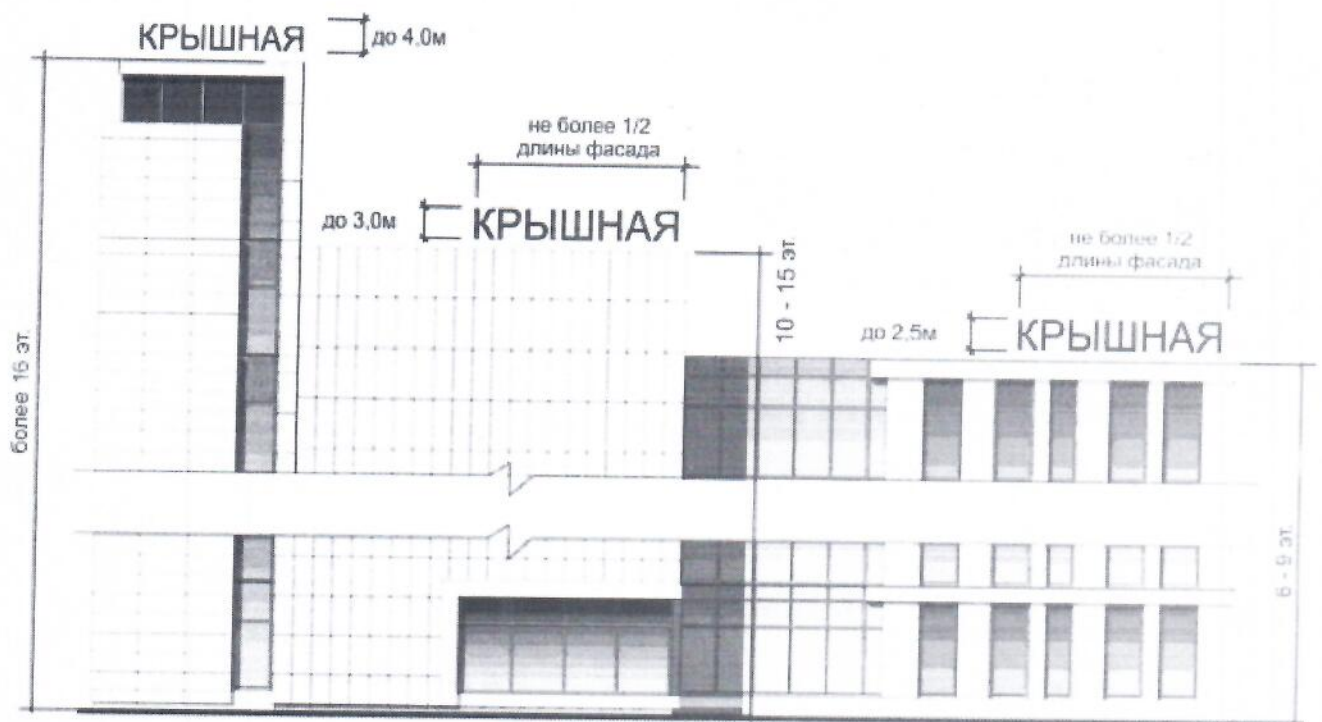 КРЫШНАЯ
до 4,0м
не более 1/2
длины фасада
до 3,0м
КРЫШНАЯ
не более 1/2
длины фасада
10 - 15 эт.
до 2,5м
КРЫШНАЯ
более 16 эт.
6 - 9 эт.